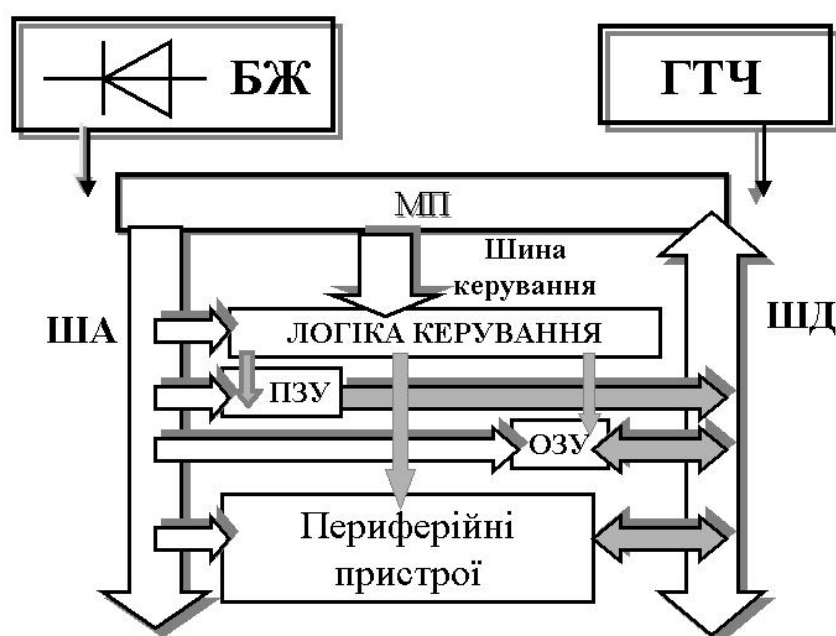 БЖ
ГТЧ
МП
Шина
керування
ША
ШД
ЛОГІКА КЕРУВАННЯ
ПЗУ
ОЗУ
Периферійні
пристрої